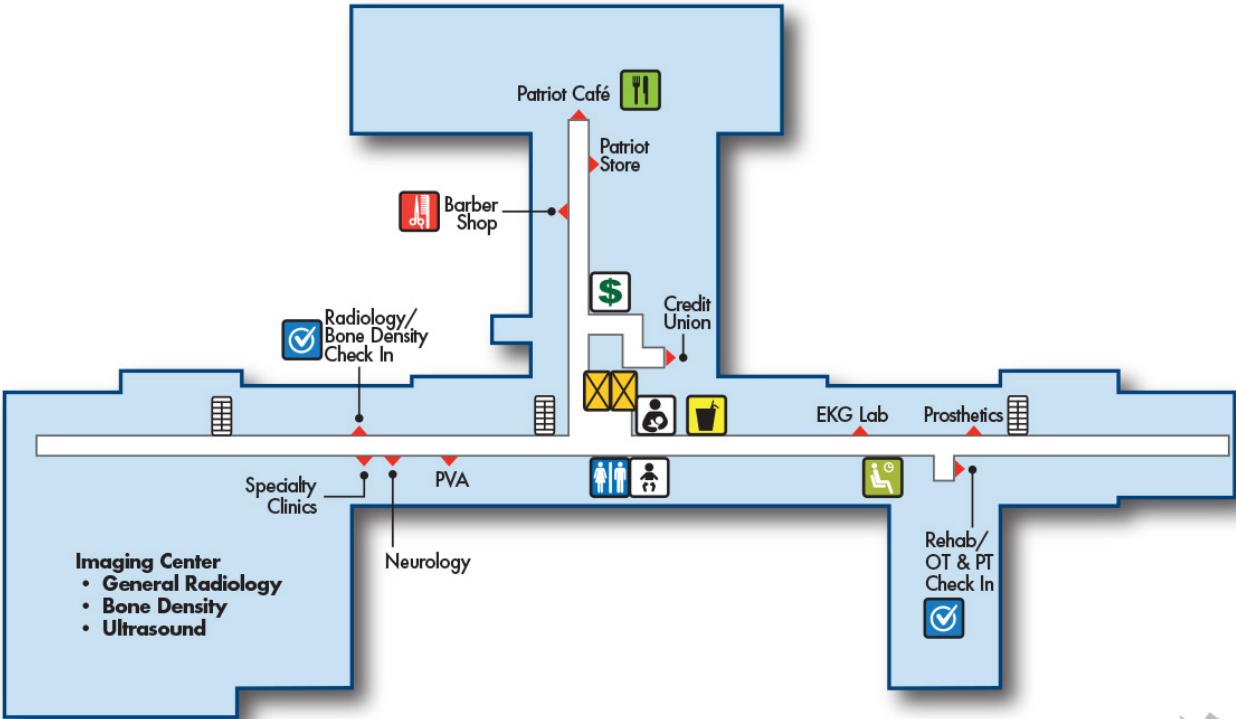 Patriot Café
Patriot
Store
Barber
Shop
$
Credit
Union
Radiology/
Bone Density
Check In
EKG Lab
Prosthetics
Specialty
Clinics
PVA
Neurology
Imaging Center
• General Radiology
• Bone Density
• Ultrasound
Rehab/
OT & PT
Check In